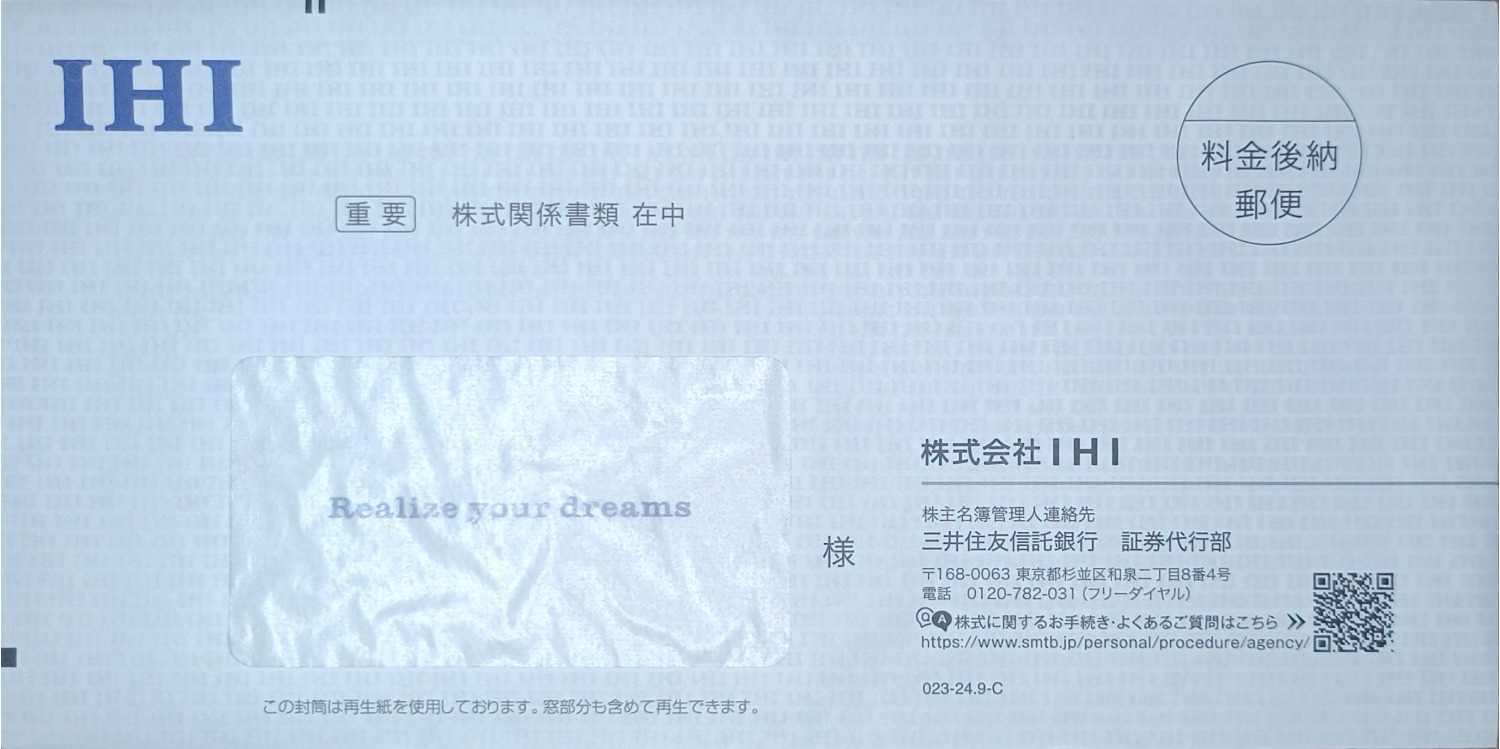 IHI
料金後納
郵便
重要 株式関係書類 在中
Realize your dreams
様
株式会社 IHI
株主名簿管理人連絡先
三井住友信託銀行 証券代行部
〒168-0063 東京都杉並区和泉二丁目8番4号
電話 0120-782-031(フリーダイヤル)
QA 株式に関するお手続き・よくあるご質問はこちら »
https://www.smtb.jp/personal/procedure/agency/
023-24.9-C
この封筒は再生紙を使用しております。窓部分も含めて再生できます。